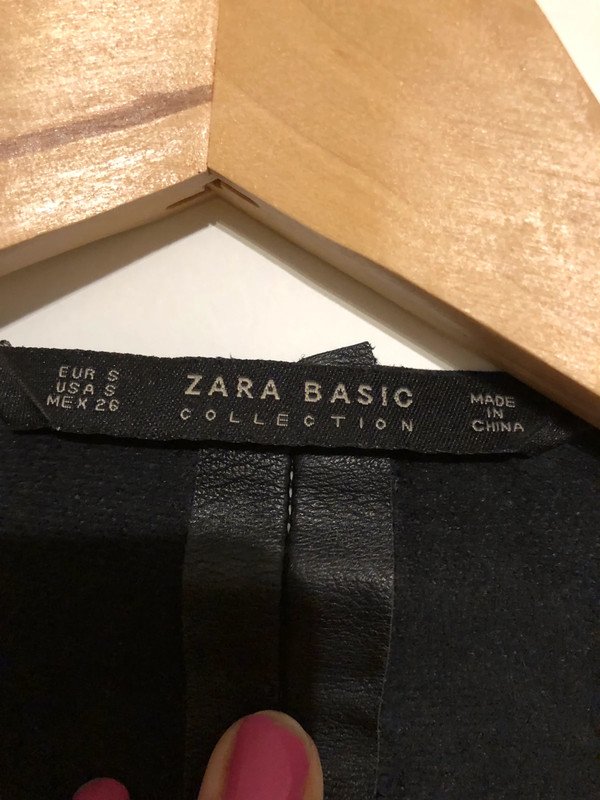 EUR S
USA S
MEX 26
ZARA BASIC
COLLECTION
MADE
IN
CHINA